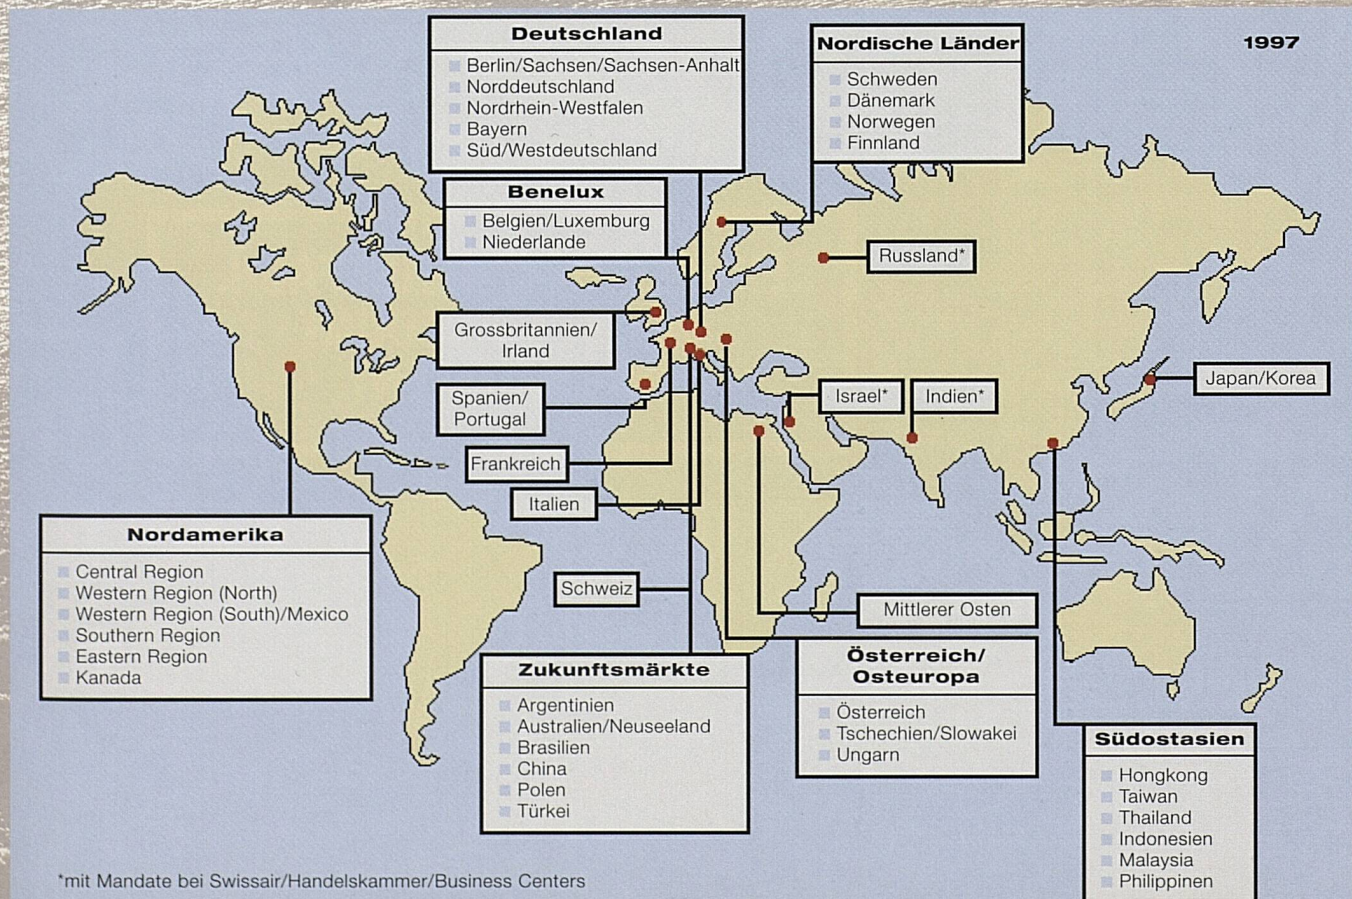 1997
Deutschland
Berlin/Sachsen/Sachsen-Anhalt
Norddeutschland
Nordrhein-Westfalen
Bayern
Süd/Westdeutschland
Nordische Länder
Schweden
Dänemark
Norwegen
Finnland
Benelux
Belgien/Luxemburg
Niederlande
Russland*
Grossbritannien/
Irland
Spanien/
Portugal
Frankreich
Italien
Israel*
Indien*
Japan/Korea
Nordamerika
Central Region
Western Region (North)
Western Region (South)/Mexico
Southern Region
Eastern Region
Kanada
Schweiz
Mittlerer Osten
Zukunftsmärkte
Argentinien
Australien/Neuseeland
Brasilien
China
Polen
Türkei
Österreich/
Osteuropa
Österreich
Tschechien/Slowakei
Ungarn
Südostasien
Hongkong
Taiwan
Thailand
Indonesien
Malaysia
Philippinen
*mit Mandate bei Swissair/Handelskammer/Business Centers